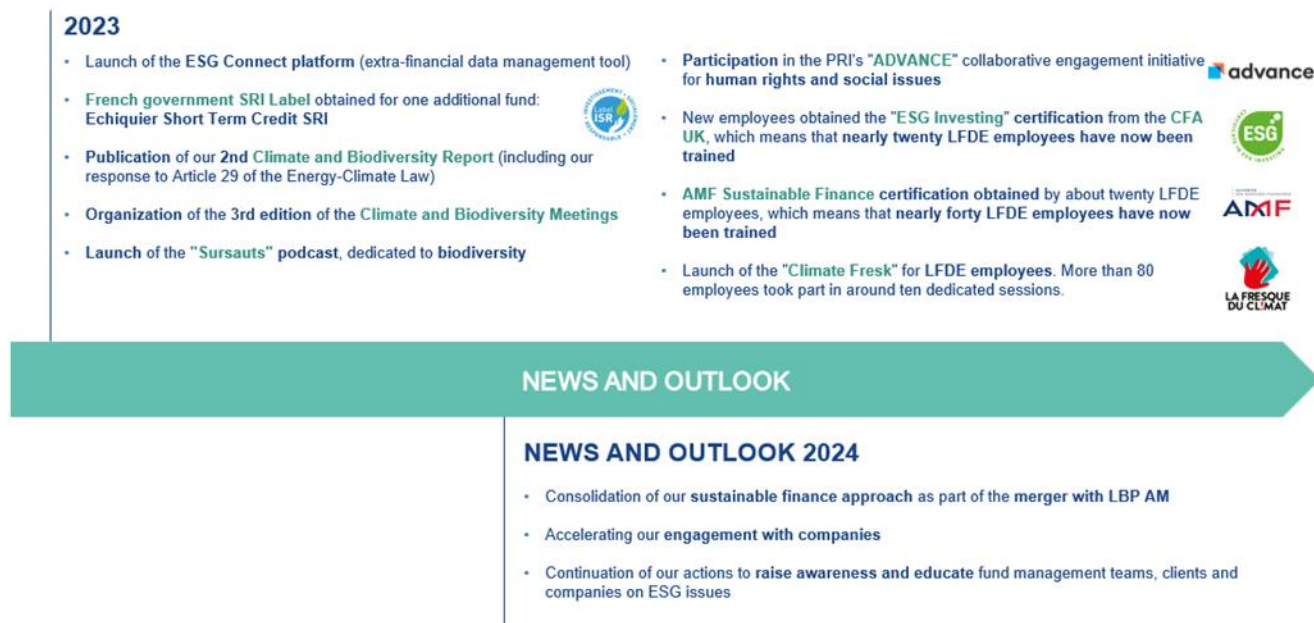 2023
• Launch of the ESG Connect platform (extra-financial data management tool)
• French government SRI Label obtained for one additional fund:
Echiquier Short Term Credit SRI
Label
ISR
• Publication of our 2nd Climate and Biodiversity Report (including our
response to Article 29 of the Energy-Climate Law)
• Organization of the 3rd edition of the Climate and Biodiversity Meetings
• Launch of the "Sursauts" podcast, dedicated to biodiversity
• Participation in the PRI's "ADVANCE" collaborative engagement initiative
for human rights and social issues
advance
• New employees obtained the "ESG Investing" certification from the CFA
UK, which means that nearly twenty LFDE employees have now been
trained
ESG
• AMF Sustainable Finance certification obtained by about twenty LFDE
employees, which means that nearly forty LFDE employees have now
been trained
AMF
• Launch of the "Climate Fresk" for LFDE employees. More than 80
employees took part in around ten dedicated sessions.
LA FRESQUE
DU CLIMAT
NEWS AND OUTLOOK
NEWS AND OUTLOOK 2024
• Consolidation of our sustainable finance approach as part of the merger with LBP AM
• Accelerating our engagement with companies
• Continuation of our actions to raise awareness and educate fund management teams, clients and
companies on ESG issues